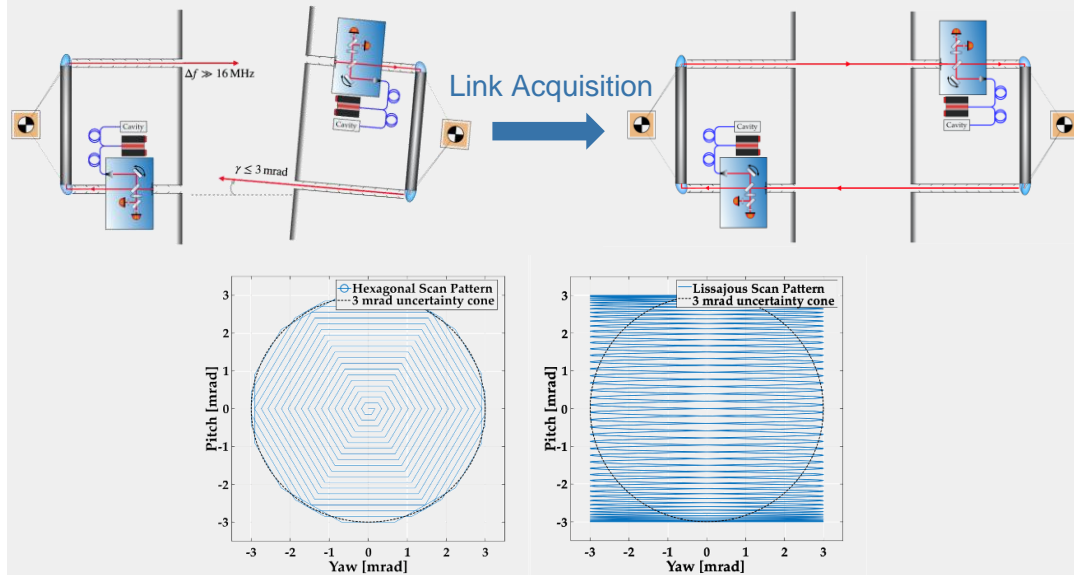 Δf ≫ 16 MHz
Cavity
γ ≤ 3 mrad
Cavity
Link Acquisition
Cavity
Cavity
Hexagonal Scan Pattern
3 mrad uncertainty cone
3
2
1
0
-1
-2
-3
Pitch [mrad]
-3 -2 -1 0 1 2 3
Yaw [mrad]
Lissajous Scan Pattern
3 mrad uncertainty cone
3
2
1
0
-1
-2
-3
Pitch [mrad]
-3 -2 -1 0 1 2 3
Yaw [mrad]